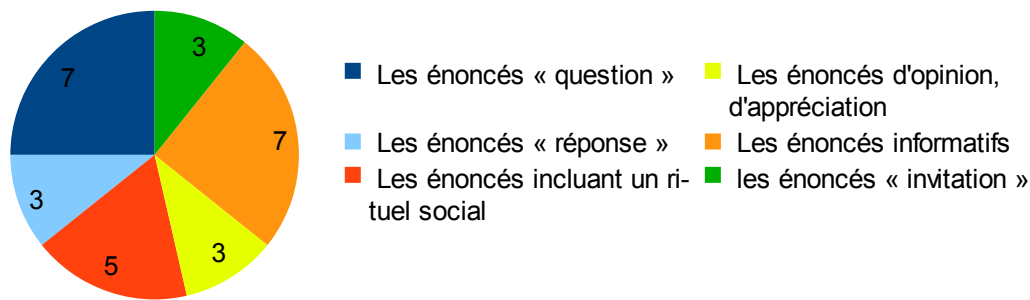 7
3
7
3
5
3
Les énoncés « question »
Les énoncés d'opinion,
d'appréciation
Les énoncés « réponse »
Les énoncés informatifs
Les énoncés incluant un ri-
tuel social
les énoncés « invitation »